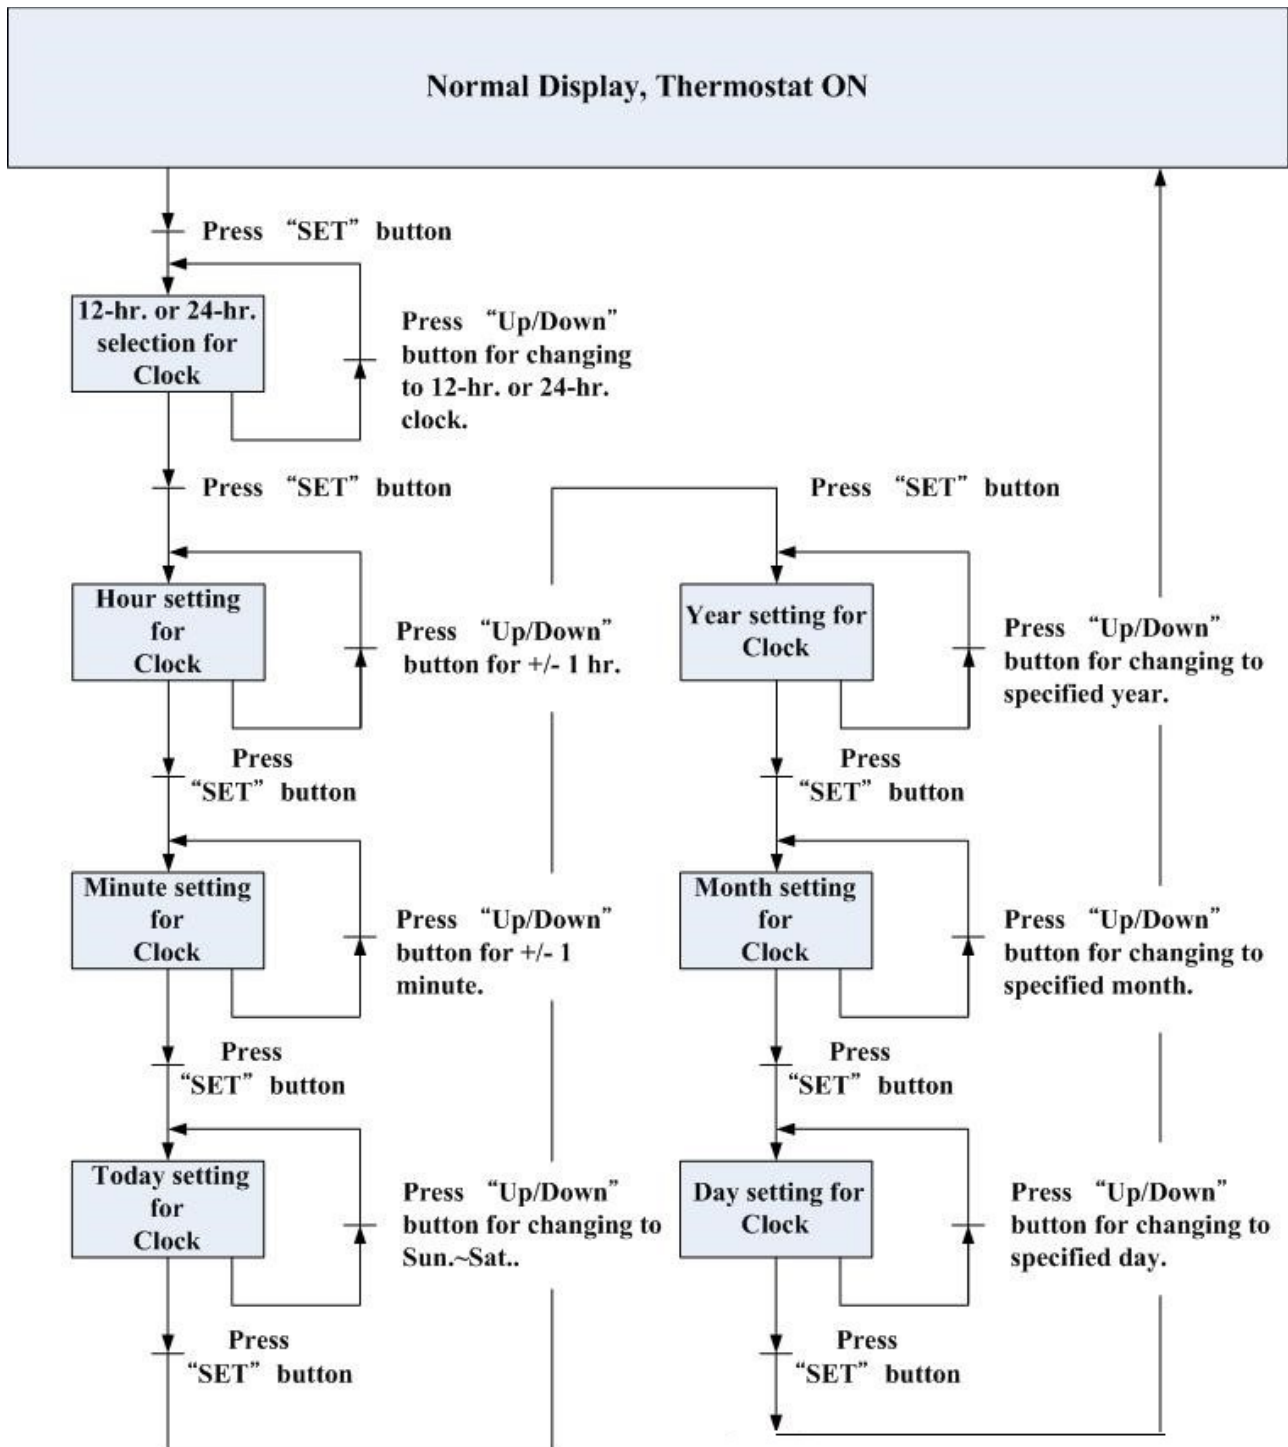 Normal Display, Thermostat ON
Press “SET” button
12-hr. or 24-hr.
selection for
Clock
Press “Up/Down”
button for changing
to 12-hr. or 24-hr.
clock.
Press “SET” button
Hour setting
for
Clock
Press “Up/Down”
button for +/- 1 hr.
Press
“SET” button
Minute setting
for
Clock
Press “Up/Down”
button for +/- 1
minute.
Press
“SET” button
Today setting
for
Clock
Press “Up/Down”
button for changing to
Sun.~Sat..
Press
“SET” button
Press “SET” button
Year setting for
Clock
Press “Up/Down”
button for changing to
specified year.
Press
“SET” button
Month setting
for
Clock
Press “Up/Down”
button for changing to
specified month.
Press
“SET” button
Day setting for
Clock
Press “Up/Down”
button for changing to
specified day.
Press
“SET” button